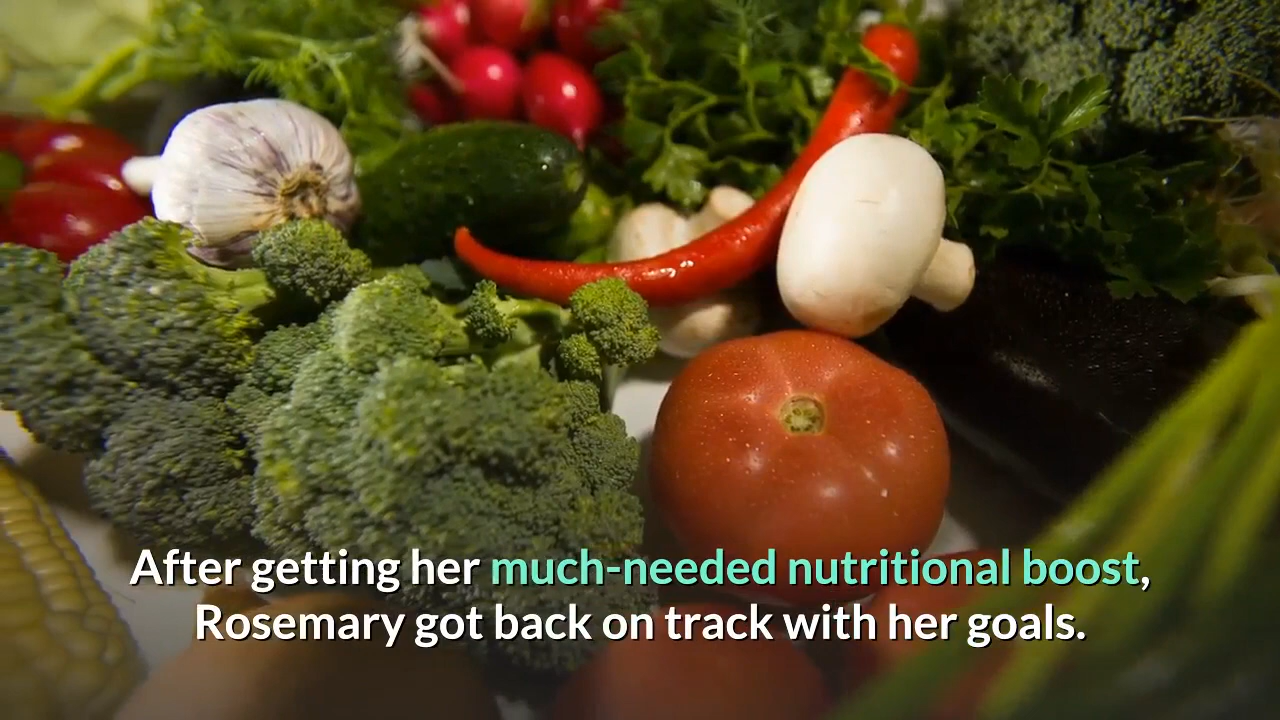 After getting her much-needed nutritional boost,
Rosemary got back on track with her goals.